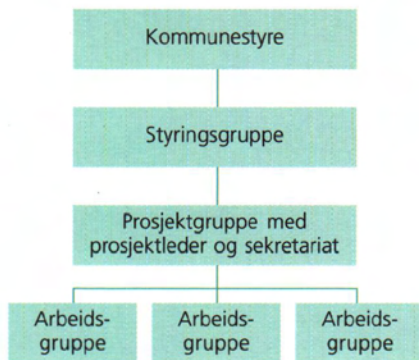 Kommunestyre
Styringsgruppe
Prosjektgruppe med
prosjektleder og sekretariat
Arbeids-
gruppe
Arbeids-
gruppe
Arbeids-
gruppe